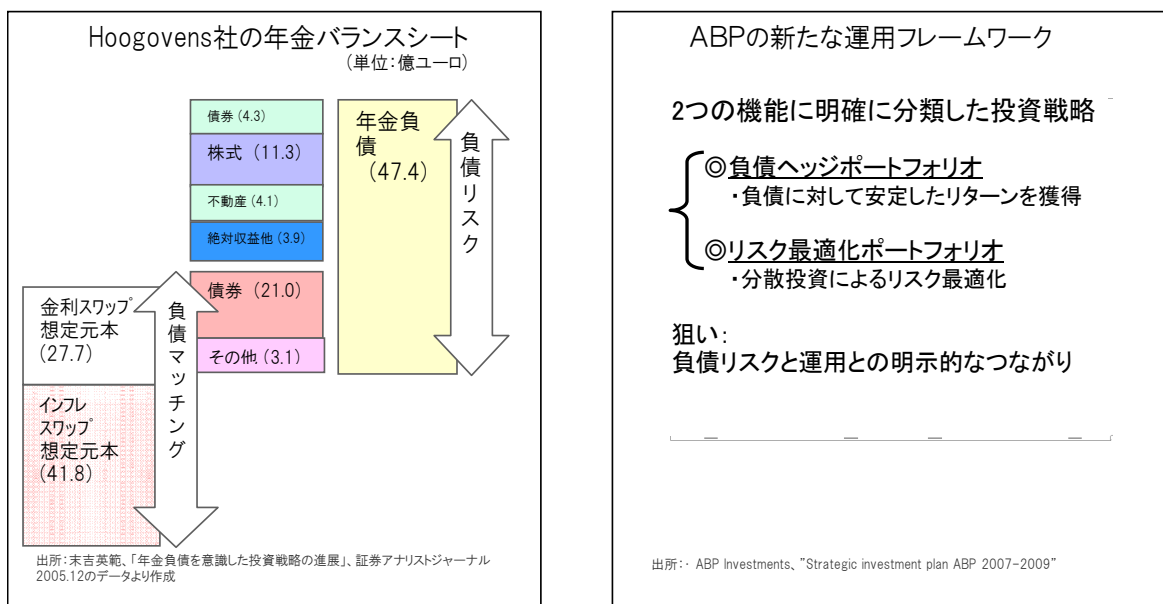 Hoogovens社の年金バランスシート
(単位：億ユーロ)
債券 (4.3)
株式 (11.3)
不動産 (4.1)
絶対収益他 (3.9)
債券 (21.0)
その他 (3.1)
年金負
債
(47.4)
負債リスク
金利スワップ
想定元本
(27.7)
インフレ
スワップ
想定元本
(41.8)
負債マッチング
出所：末吉英範、「年金負債を意識した投資戦略の進展」、証券アナリストジャーナル
2005.12のデータより作成
ABPの新たな運用フレームワーク
2つの機能に明確に分類した投資戦略
◎負債ヘッジポートフォリオ
・負債に対して安定したリターンを獲得
◎リスク最適化ポートフォリオ
・分散投資によるリスク最適化
狙い：
負債リスクと運用との明示的なつながり
出所：・ ABP Investments、”Strategic investment plan ABP 2007-2009”